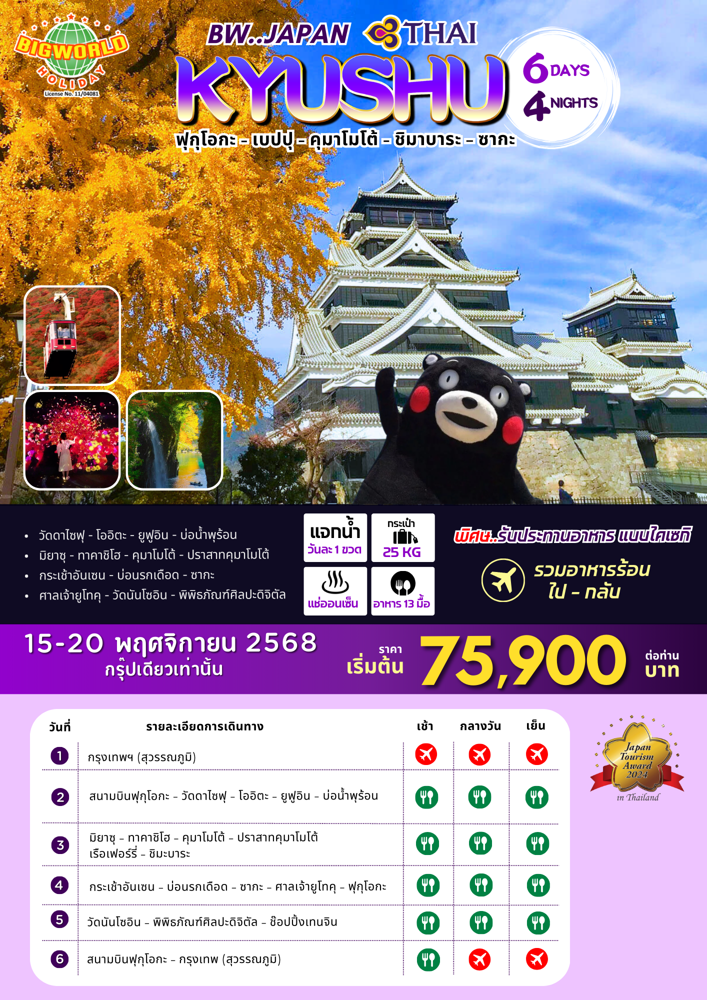 BIGWORLD
HOLIDAY
License No. 11/04081
BW..JAPAN
THAI
KYUSHU
6 DAYS
4 NIGHTS
ฟุกุโอกะ – เบปปุ – คุมาโมโต้ – ชิมาบาระ – ซากะ
• วัดดาไซฟุ - โออิตะ - ยูฟูอิน - บ่อน้ำพุร้อน
• มิยาซุ - ทาคาชิโฮ - คุมาโมโต้ - ปราสาทคุมาโมโต้
• กระเช้าอันเซน - บ่อนรกเดือด - ซากะ
• ศาลเจ้ายูโทคุ - วัดนันโซอิน - พิพิธภัณฑ์ศิลปะดิจิตัล
แจกน้ำ
วันละ 1 ขวด
กระเป๋า
25 KG
แช่ออนเซ็น
อาหาร 13 มื้อ
พิเศษ..รับประทานอาหาร แบบไคเซกิ
รวมอาหารร้อน
ไป - กลับ
15-20 พฤศจิกายน 2568
กรุ๊ปเดียวเท่านั้น
ราคา
เริ่มต้น
75,900
ต่อท่าน
บาท
วันที่ รายละเอียดการเดินทาง เช้า กลางวัน เย็น
1 กรุงเทพฯ (สุวรรณภูมิ)
2 สนามบินฟุกุโอกะ – วัดดาไซฟุ – โออิตะ – ยูฟูอิน – บ่อน้ำพุร้อน
3 มิยาซุ – ทาคาชิโฮ – คุมาโมโต้ – ปราสาทคุมาโมโต้
เรือเฟอร์รี่ – ชิมะบาระ
4 กระเช้าอันเซน – บ่อนรกเดือด – ซากะ – ศาลเจ้ายูโทคุ – ฟุกุโอกะ
5 วัดนันโซอิน – พิพิธภัณฑ์ศิลปะดิจิตัล – ช๊อปปิ้งเทนจิน
6 สนามบินฟุกุโอกะ – กรุงเทพ (สุวรรณภูมิ)
Japan
Tourism
Award
2024
in Thailand